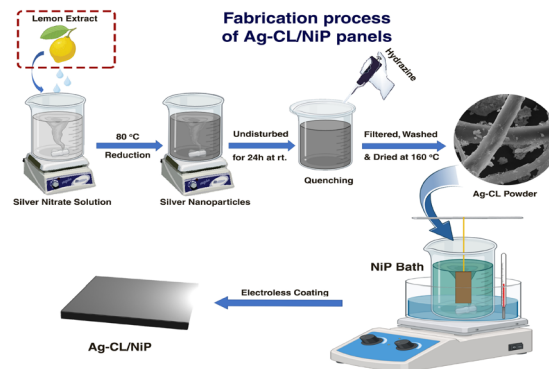 Fabrication process
of Ag-CL/NiP panels
Lemon Extract
Hydrazine
80 °C
Reduction
Undisturbed
for 24h at rt.
Filtered, Washed
& Dried at 160 °C
Silver Nitrate Solution
Silver Nanoparticles
Quenching
Ag-CL Powder
NiP Bath
Electroless Coating
Ag-CL/NiP